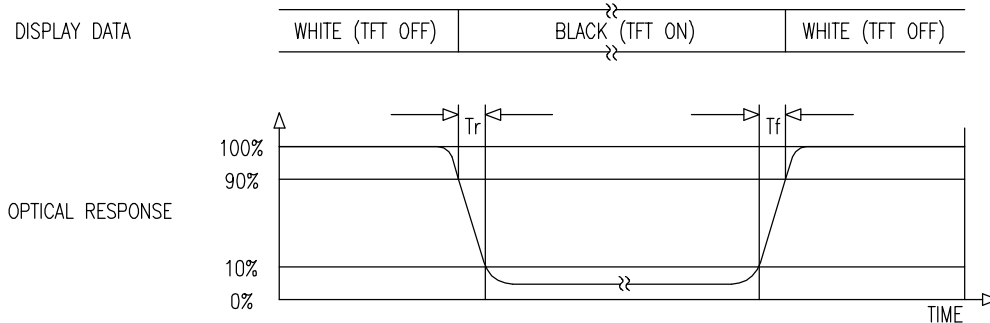 DISPLAY DATA
WHITE (TFT OFF)
BLACK (TFT ON)
WHITE (TFT OFF)
Tr
Tf
100%
90%
OPTICAL RESPONSE
10%
0%
TIME